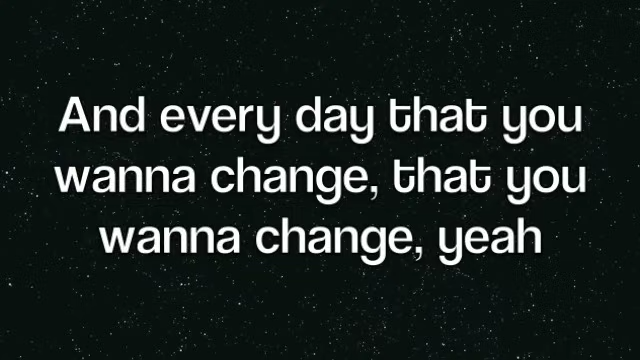 And every day that you
wanna change, that you
wanna change, yeah